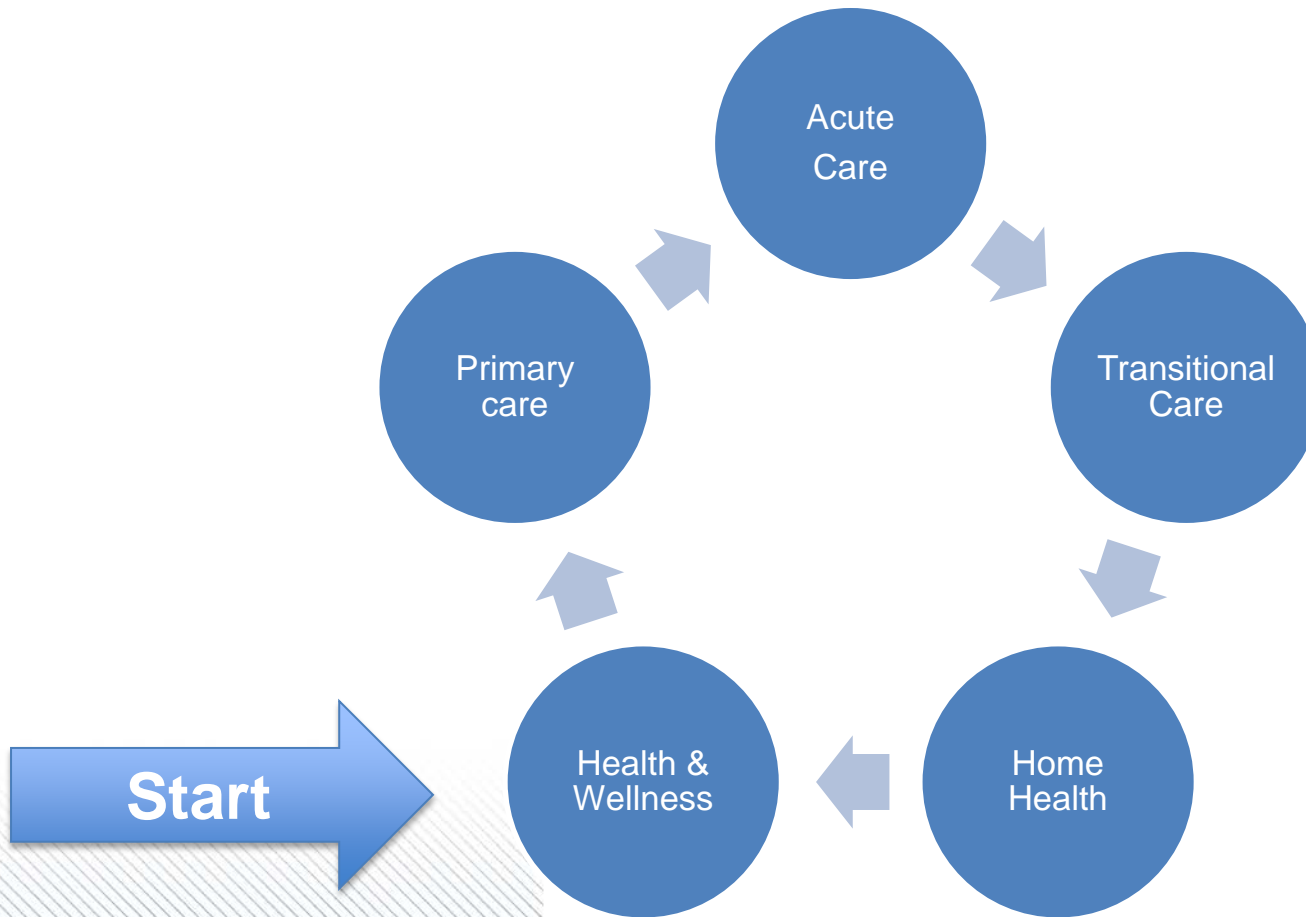 Acute
Care
Primary
care
Transitional
Care
Health &
Wellness
Home
Health
Start